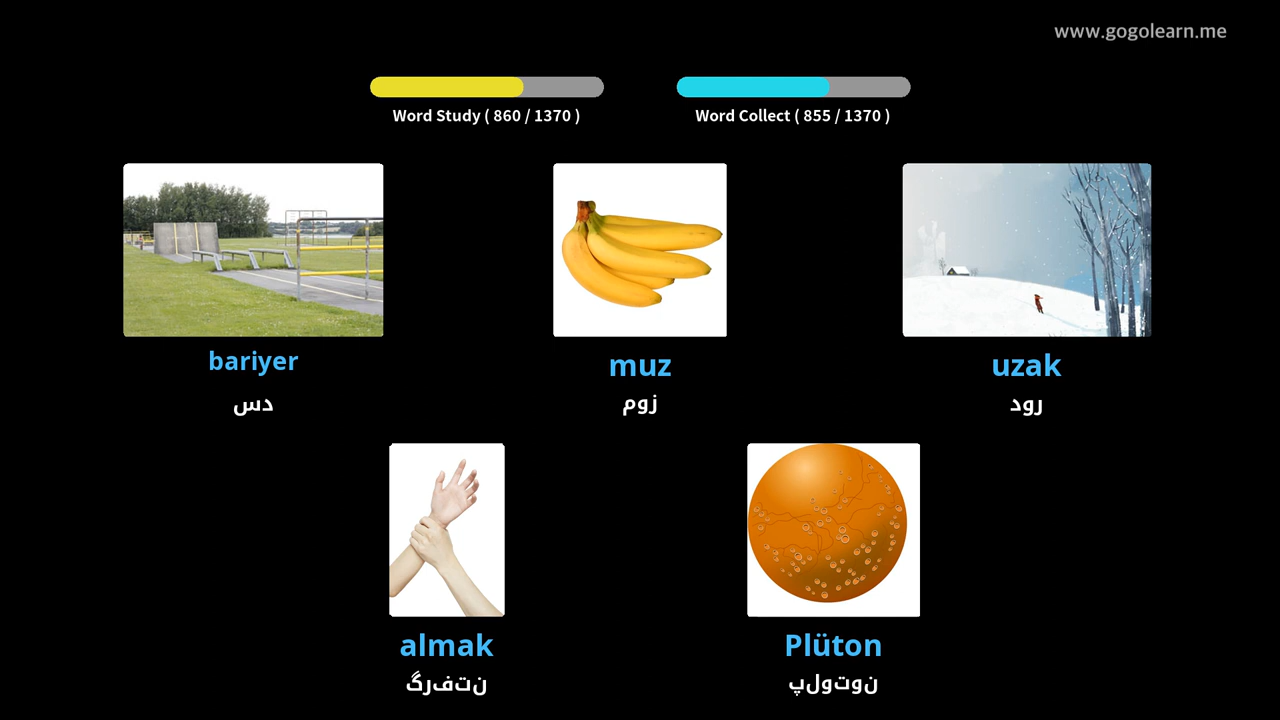 www.gogolearn.me
Word Study ( 860 / 1370 )
Word Collect ( 855 / 1370 )
bariyer
دس
muz
زوم
uzak
رود
almak
نتفرگ
Plüton
نوتولپ